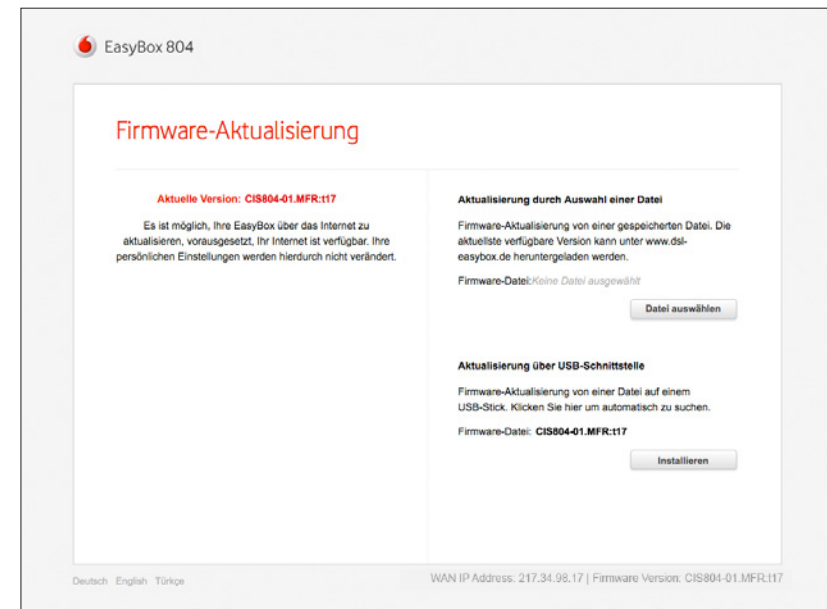 EasyBox 804
Firmware-Aktualisierung
Aktuelle Version: CIS804-01.MFR:t17
Es ist möglich, Ihre EasyBox über das Internet zu
aktualisieren, vorausgesetzt, Ihr Internet ist verfügbar. Ihre
persönlichen Einstellungen werden hierdurch nicht verändert.
Aktualisierung durch Auswahl einer Datei
Firmware-Aktualisierung von einer gespeicherten Datei. Die
aktuellste verfügbare Version kann unter www.dsl-
easybox.de heruntergeladen werden.
Firmware-Datei:Keine Datei ausgewählt
Datei auswählen
Aktualisierung über USB-Schnittstelle
Firmware-Aktualisierung von einer Datei auf einem
USB-Stick. Klicken Sie hier um automatisch zu suchen.
Firmware-Datei: CIS804-01.MFR:t17
Installieren
Deutsch English Türkçe
WAN IP Address: 217.34.98.17 | Firmware Version: CIS804-01.MFR:t17